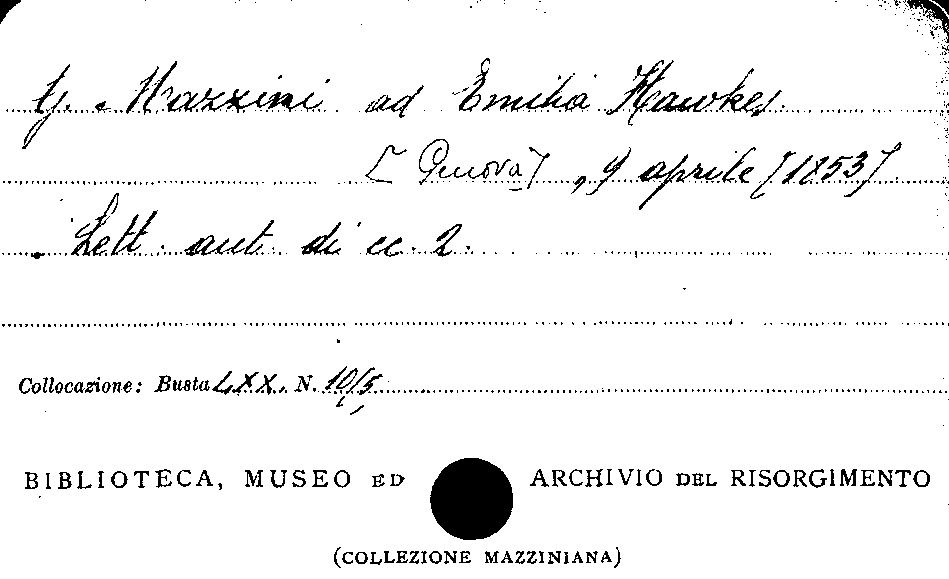 G. Mazzini ad Emilia Hawkes.
[Genova], 9 aprile [1853].
Lett. aut. di cc. 2.
Collocazione: Busta LXX. N. 10/5
BIBLIOTECA, MUSEO ED ARCHIVIO DEL RISORGIMENTO
(COLLEZIONE MAZZINIANA)